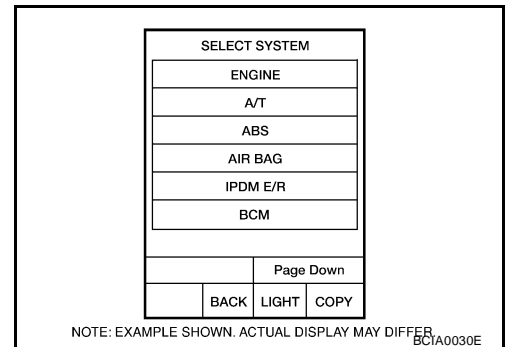 SELECT SYSTEM
ENGINE
A/T
ABS
AIR BAG
IPDM E/R
BCM
Page Down
BACK LIGHT COPY
NOTE: EXAMPLE SHOWN. ACTUAL DISPLAY MAY DIFFER.
BCIA0030E